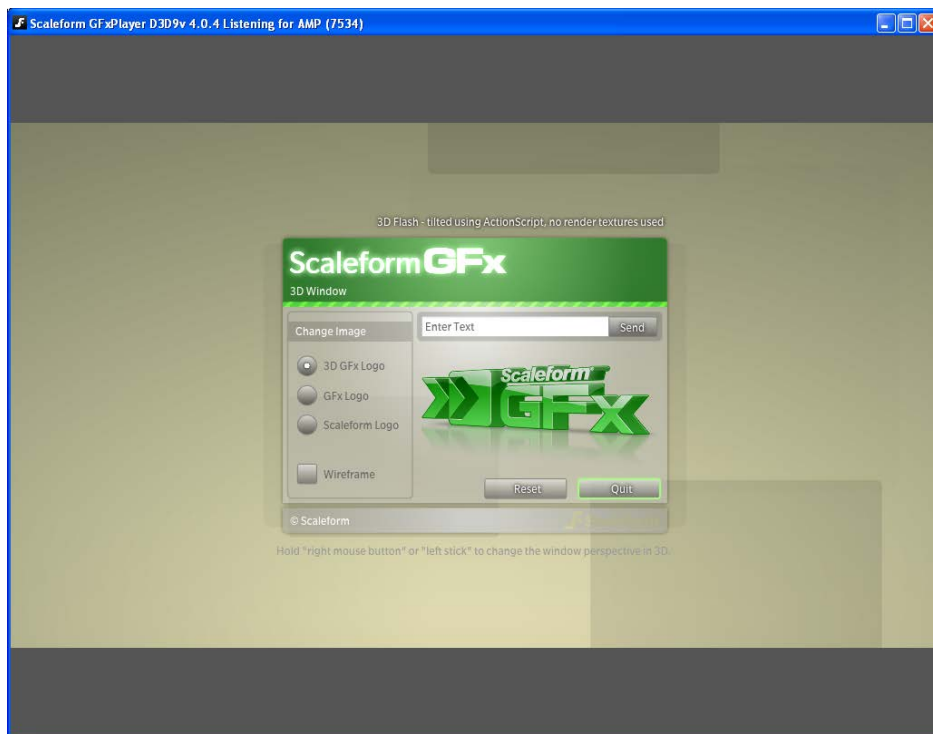 Scaleform GFxPlayer D3D9v 4.0.4 Listening for AMP (7534)
3D Flash - tilted using ActionScript, no render textures used
Scaleform GFx
3D Window
Change Image
Enter Text
Send
3D GFx Logo
GFx Logo
Scaleform Logo
Scaleform
GFx
Wireframe
Reset
Quit
© Scaleform
Hold "right mouse button" or "left stick" to change the window perspective in 3D.